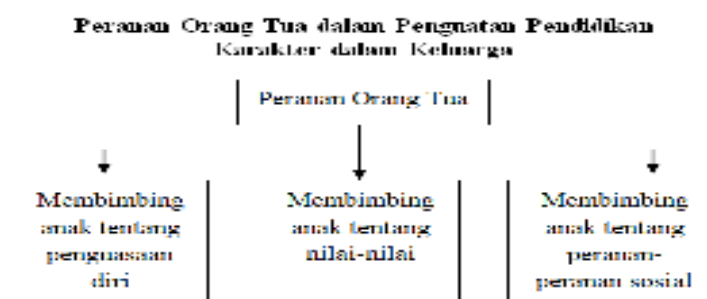 Peranan Orang Tua dalam Penguatan Pendidikan
Karakter dalam Keluarga
Peranan Orang Tua
Membimbing
anak tentang
penguasaan
diri
Membimbing
anak tentang
nilai-nilai
Membimbing
anak tentang
peranan-
peranan sosial